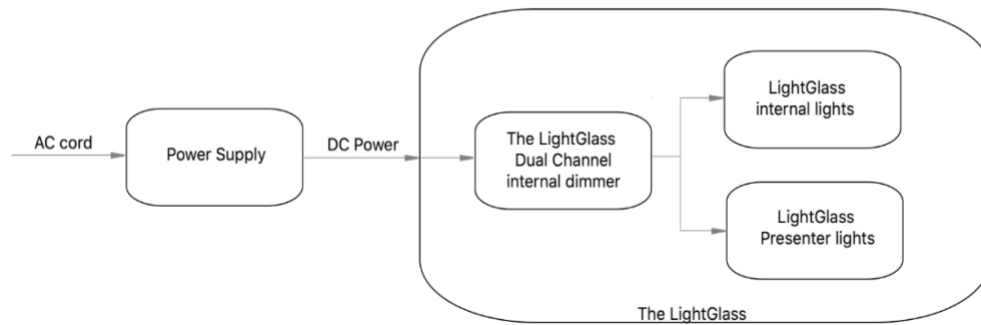 AC cord
Power Supply
DC Power
The LightGlass
Dual Channel
internal dimmer
LightGlass
internal lights
LightGlass
Presenter lights
The LightGlass